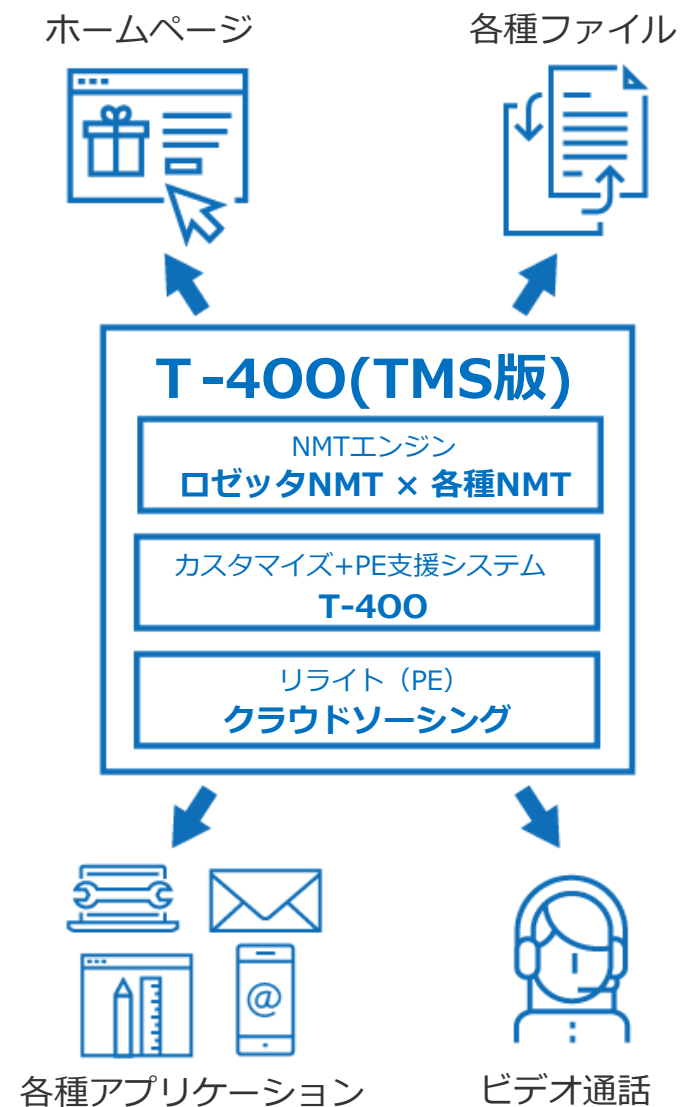 ホームページ
各種ファイル
T-400(TMS版)
NMTエンジン
ロゼッタNMT × 各種NMT
カスタマイズ+PE支援システム
T-400
リライト（PE）
クラウドソーシング
@
各種アプリケーション
ビデオ通話